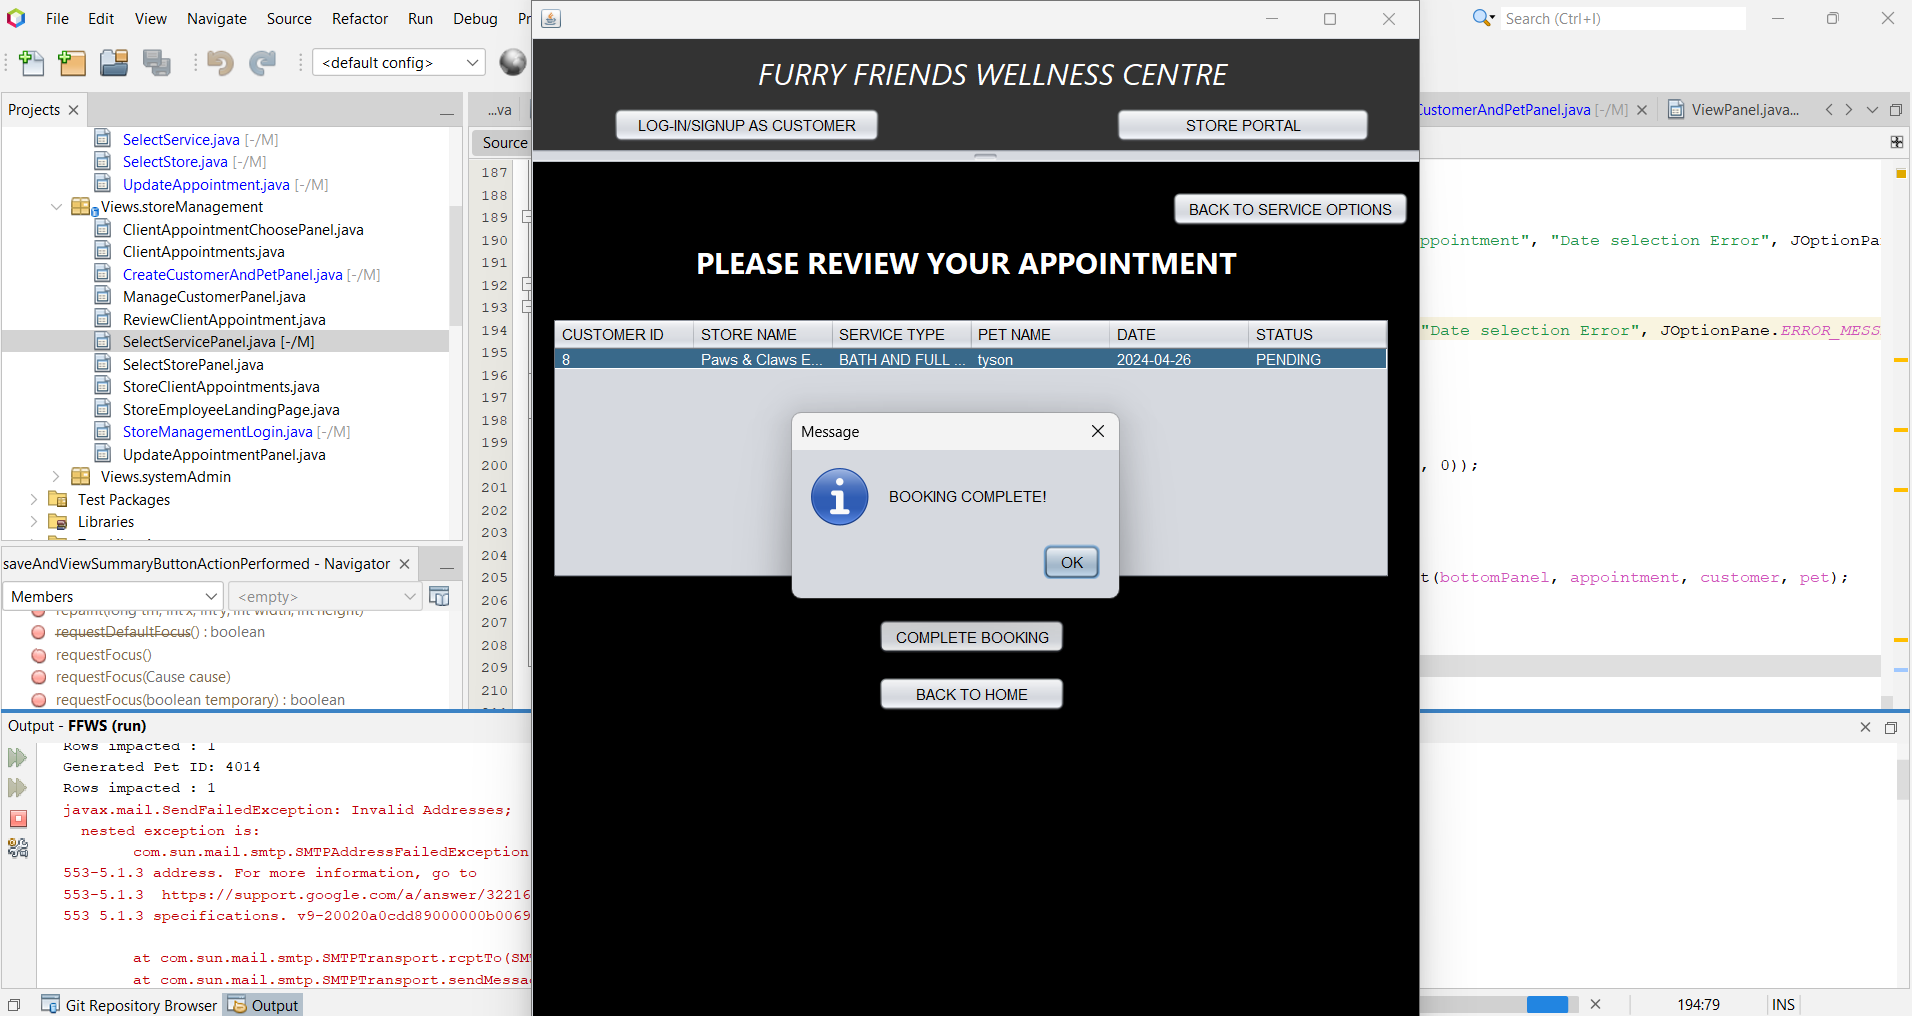 File Edit View Navigate Source Refactor Run Debug Pr
Search (Ctrl+I)
<default config>
FURRY FRIENDS WELLNESS CENTRE
LOG-IN/SIGNUP AS CUSTOMER
STORE PORTAL
Projects
...va
CustomerAndPetPanel.java [-/M]
ViewPanel.java...
Source
SelectService.java [-/M]
SelectStore.java [-/M]
UpdateAppointment.java [-/M]
Views.storeManagement
ClientAppointmentChoosePanel.java
ClientAppointments.java
CreateCustomerAndPetPanel.java [-/M]
ManageCustomerPanel.java
ReviewClientAppointment.java
SelectServicePanel.java [-/M]
SelectStorePanel.java
StoreClientAppointments.java
StoreEmployeeLandingPage.java
StoreManagementLogin.java [-/M]
UpdateAppointmentPanel.java
Views.systemAdmin
Test Packages
Libraries
187
188
189
190
191
192
193
194
195
196
197
198
199
200
201
202
203
204
205
206
207
208
209
210
BACK TO SERVICE OPTIONS
PLEASE REVIEW YOUR APPOINTMENT
CUSTOMER ID STORE NAME SERVICE TYPE PET NAME DATE STATUS
8 Paws & Claws E... BATH AND FULL ... tyson 2024-04-26 PENDING
Message
BOOKING COMPLETE!
OK
COMPLETE BOOKING
BACK TO HOME
ppointment", "Date selection Error", JOptionPa
"Date selection Error", JOptionPane.ERROR_MESS
, 0));
t(bottomPanel, appointment, customer, pet);
saveAndViewSummaryButtonActionPerformed - Navigator
Members
<empty>
repaint(long tm, int x, int y, int width, int height)
requestDefaultFocus() : boolean
requestFocus()
requestFocus(Cause cause)
requestFocus(boolean temporary) : boolean
Output - FFWS (run)
Rows impacted : 1
Generated Pet ID: 4014
Rows impacted : 1
javax.mail.SendFailedException: Invalid Addresses;
nested exception is:
com.sun.mail.smtp.SMTPAddressFailedException
553-5.1.3 address. For more information, go to
553-5.1.3 https://support.google.com/a/answer/32216
553 5.1.3 specifications. v9-20020a0cdd89000000b0069
at com.sun.mail.smtp.SMTPTransport.rcptTo(SM
at com.sun.mail.smtp.SMTPTransport.sendMessa
Git Repository Browser
Output
194:79
INS